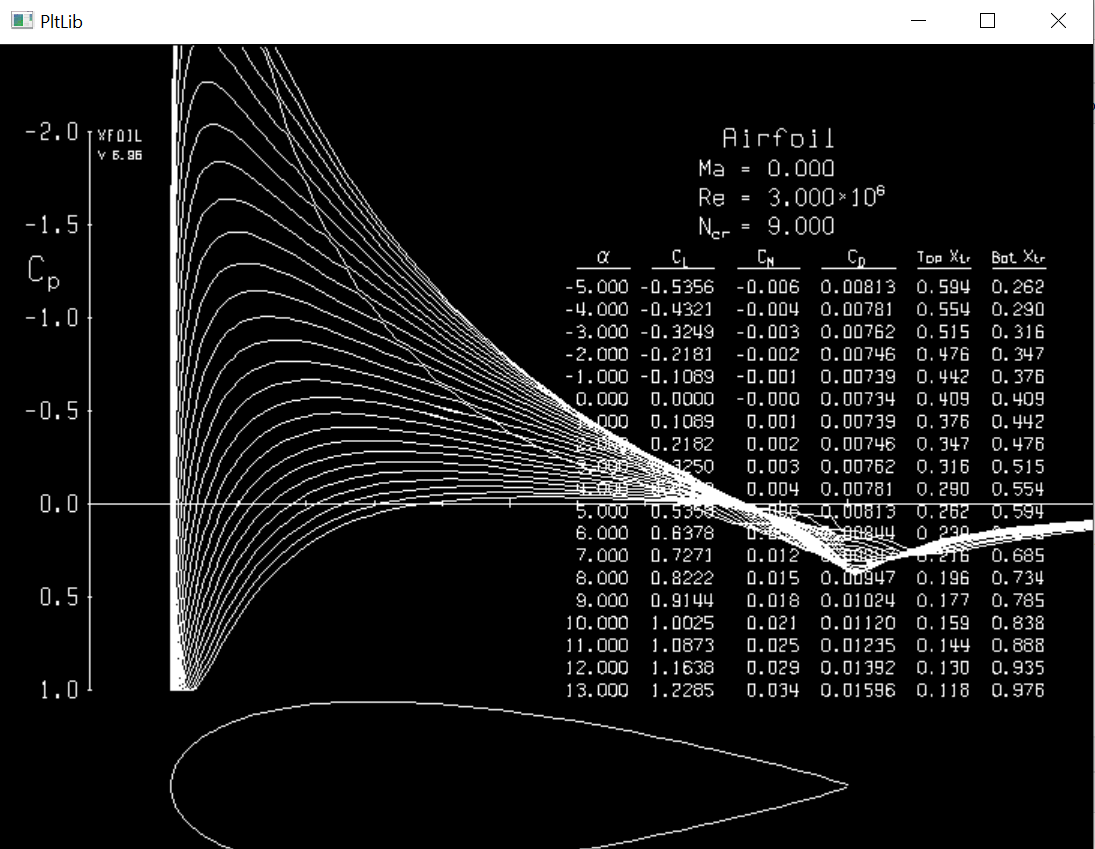 PltLib
-2.0 XFOIL
V 6.96
Airfoil
Ma = 0.000
Re = 3.000×10⁶
Ncr = 9.000
-1.5
Cp
α CL CM CD Top Xtr Bot Xtr
-5.000 -0.5356 -0.006 0.00813 0.594 0.262
-4.000 -0.4321 -0.004 0.00781 0.554 0.290
-1.0
-3.000 -0.3249 -0.003 0.00762 0.515 0.316
-2.000 -0.2181 -0.002 0.00746 0.476 0.347
-1.000 -0.1089 -0.001 0.00739 0.442 0.376
0.000 0.0000 -0.000 0.00734 0.409 0.409
-0.5
0.1089 0.001 0.00739 0.376 0.442
0.2182 0.002 0.00746 0.347 0.476
0.003 0.00762 0.316 0.515
0.004 0.00781 0.290 0.554
0.0
5.000 0.00813 0.262 0.594
6.000 0.6378 0.00844
7.000 0.7271 0.012 0.685
8.000 0.8222 0.015 0.00947 0.196 0.734
0.5
9.000 0.9144 0.018 0.01024 0.177 0.785
10.000 1.0025 0.021 0.01120 0.159 0.838
11.000 1.0873 0.025 0.01235 0.144 0.888
12.000 1.1638 0.029 0.01392 0.130 0.935
1.0
13.000 1.2285 0.034 0.01596 0.118 0.976